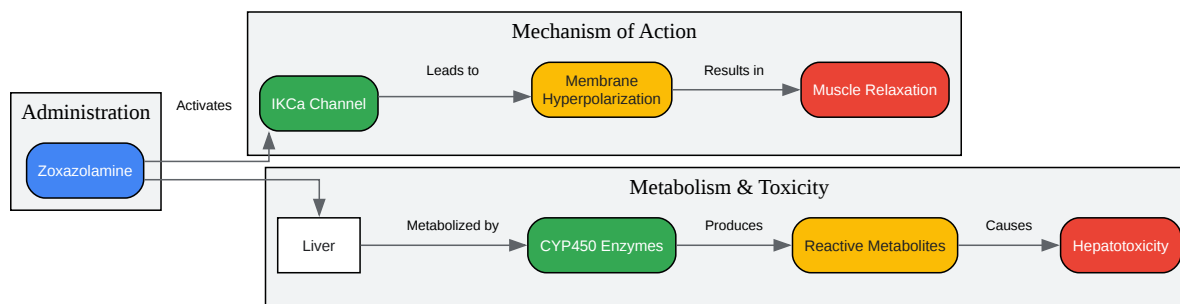 Mechanism of Action
Leads to
Membrane
Hyperpolarization
Results in
Muscle Relaxation
IKCa Channel
Activates
Administration
Zoxazolamine
Metabolism & Toxicity
Liver
Metabolized by
CYP450 Enzymes
Produces
Reactive Metabolites
Causes
Hepatotoxicity